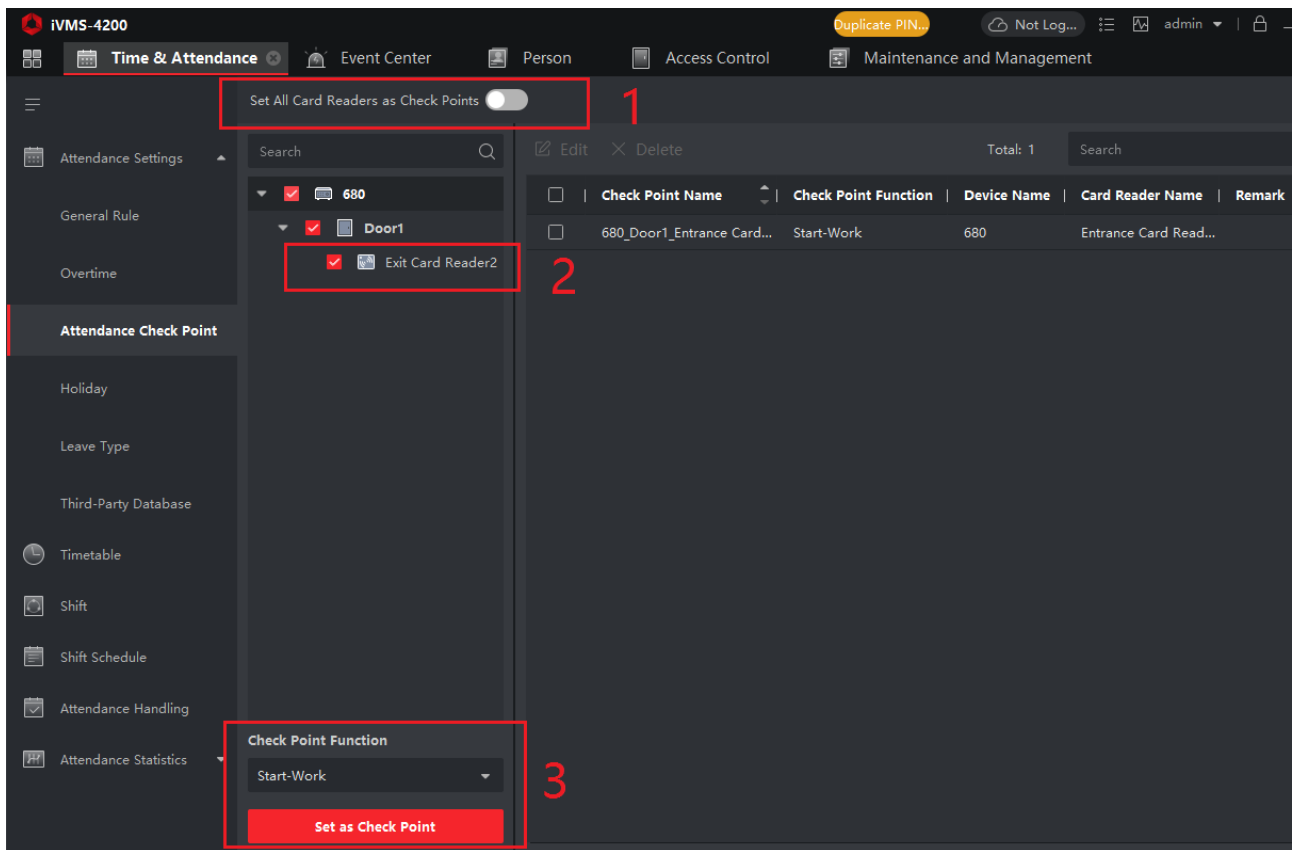 iVMS-4200
Duplicate PIN...
Not Log...
admin
Time & Attendance
Event Center
Person
Access Control
Maintenance and Management
Set All Card Readers as Check Points
1
Attendance Settings
General Rule
Overtime
Attendance Check Point
Holiday
Leave Type
Third-Party Database
Timetable
Shift
Shift Schedule
Attendance Handling
Attendance Statistics
Search
680
Door1
Exit Card Reader2
2
Check Point Function
Start-Work
Set as Check Point
3
Edit
Delete
Total: 1
Search
Check Point Name | Check Point Function | Device Name | Card Reader Name | Remark
680_Door1_Entrance Card... Start-Work 680 Entrance Card Read...